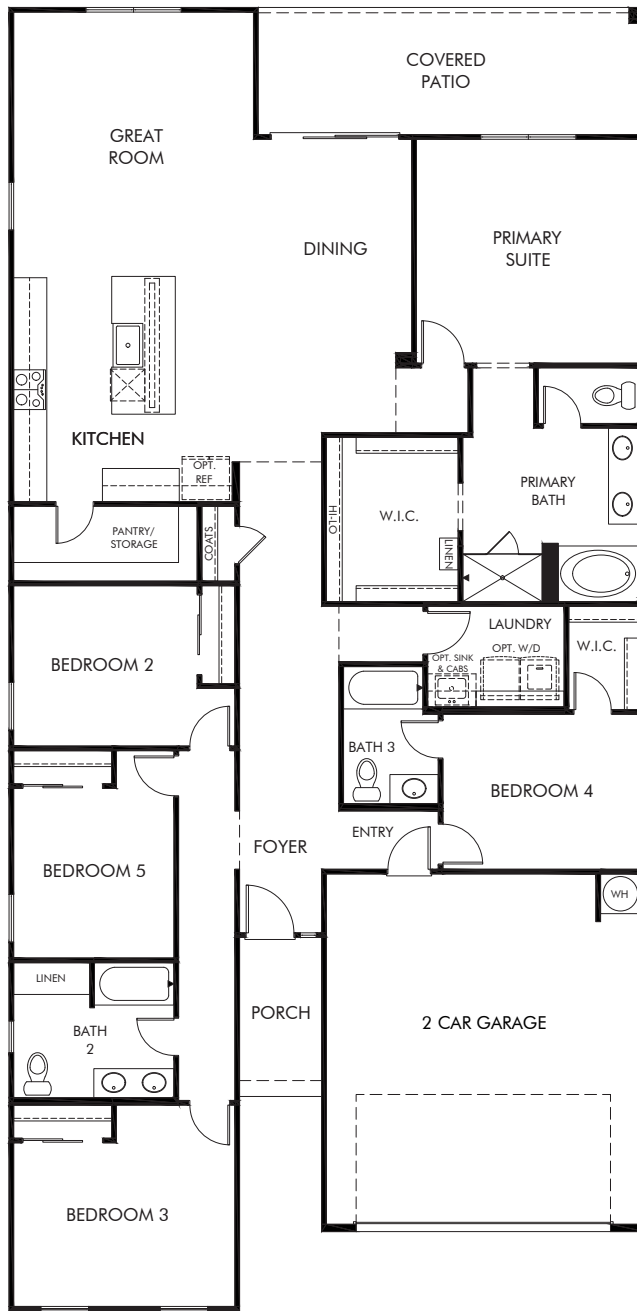 COVERED
PATIO
GREAT
ROOM
DINING
PRIMARY
SUITE
KITCHEN
OPT.
REF
PANTRY/
STORAGE
COATS
HI-LO
W.I.C.
LINEN
PRIMARY
BATH
BEDROOM 2
LAUNDRY
OPT. W/D
OPT. SINK
& CABS
W.I.C.
BATH 3
BEDROOM 4
BEDROOM 5
FOYER
ENTRY
WH
LINEN
BATH
2
PORCH
2 CAR GARAGE
BEDROOM 3